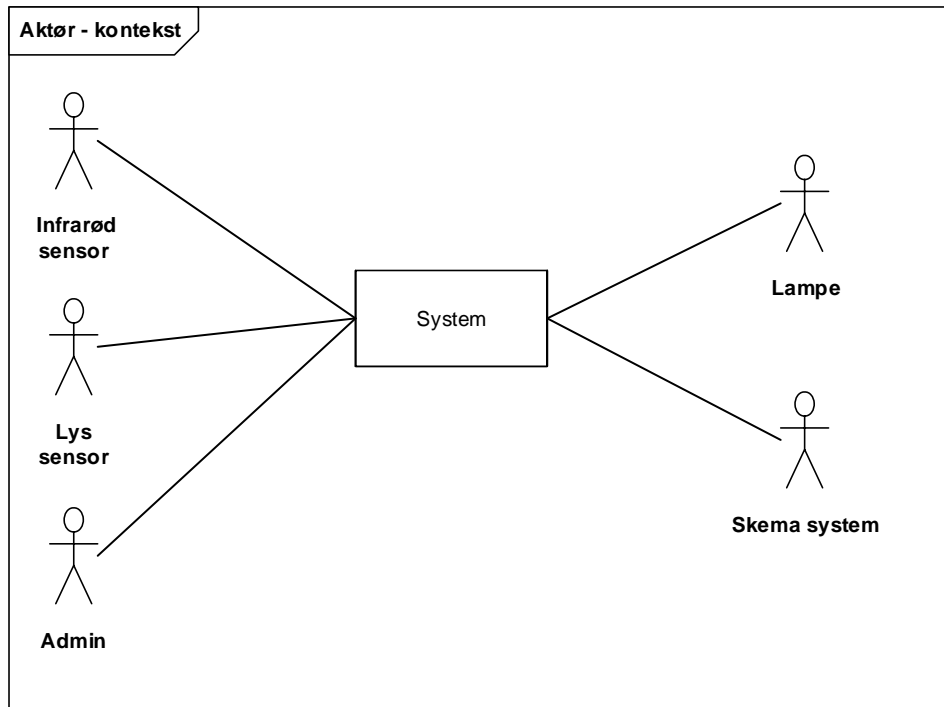 Aktør - kontekst
Infrarød
sensor
Lys
sensor
Admin
System
Lampe
Skema system